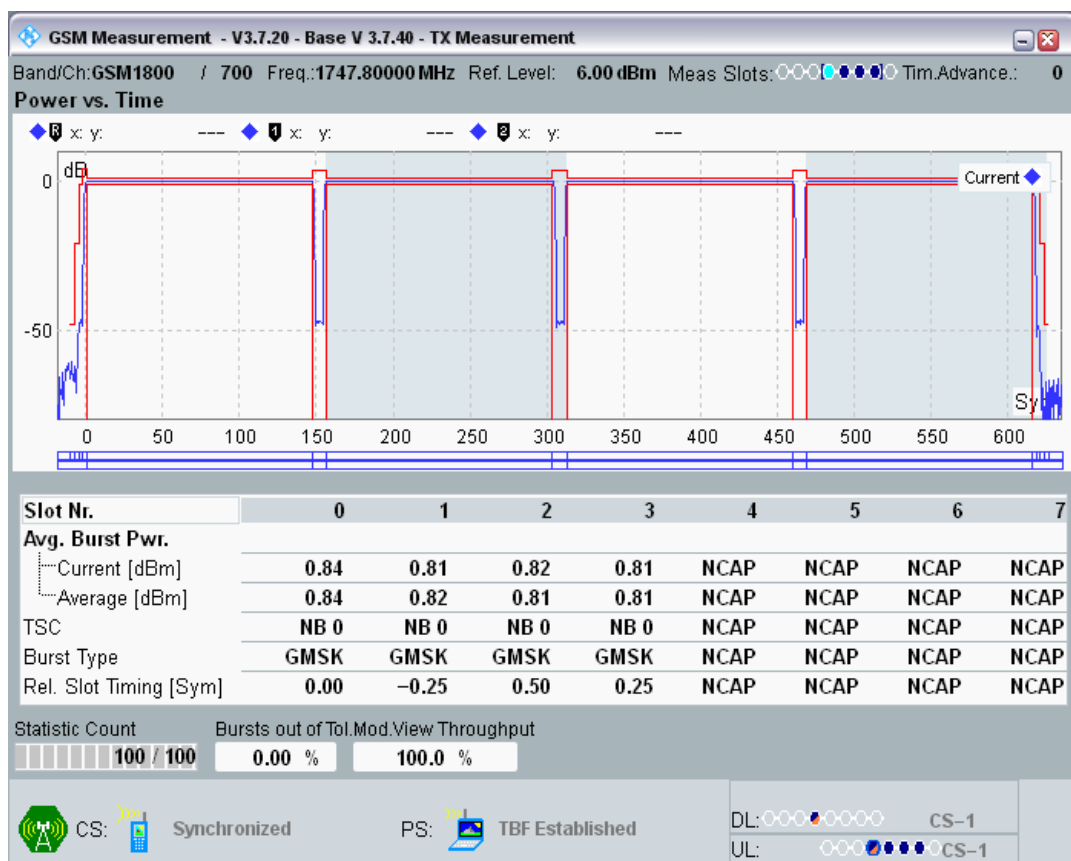 GSM Measurement - V3.7.20 - Base V 3.7.40 - TX Measurement
Band/Ch:GSM1800 / 700 Freq.:1747.80000 MHz Ref. Level: 6.00 dBm Meas Slots: Tim.Advance.: 0
Power vs. Time
R x: y: --- 1 x: y: --- 2 x: y: ---
dB
0
Current
-50
Sy
0 50 100 150 200 250 300 350 400 450 500 550 600
Slot Nr. 0 1 2 3 4 5 6 7
Avg. Burst Pwr.
Current [dBm] 0.84 0.81 0.82 0.81 NCAP NCAP NCAP NCAP
Average [dBm] 0.84 0.82 0.81 0.81 NCAP NCAP NCAP NCAP
TSC NB 0 NB 0 NB 0 NB 0 NCAP NCAP NCAP NCAP
Burst Type GMSK GMSK GMSK GMSK NCAP NCAP NCAP NCAP
Rel. Slot Timing [Sym] 0.00 −0.25 0.50 0.25 NCAP NCAP NCAP NCAP
Statistic Count Bursts out of Tol. Mod.View Throughput
100 / 100 0.00 % 100.0 %
CS: Synchronized PS: TBF Established
DL: CS−1
UL: CS−1